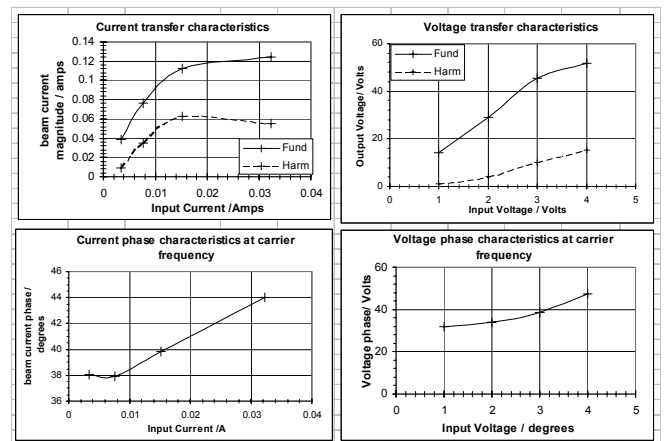 Current transfer characteristics
beam current
magnitude / amps
0.14
0.12
0.1
0.08
0.06
0.04
0.02
0
Fund
Harm
0 0.01 0.02 0.03 0.04
Input Current /Amps
Voltage transfer characteristics
Output Voltage/ Volts
60
40
20
0
Fund
Harm
0 1 2 3 4 5
Input Voltage / Volts
Current phase characteristics at carrier
frequency
beam current phase /
degrees
46
44
42
40
38
36
0 0.01 0.02 0.03 0.04
Input Current /A
Voltage phase characteristics at carrier
frequency
Voltage phase/ Volts
60
40
20
0
0 1 2 3 4 5
Input Voltage / degrees